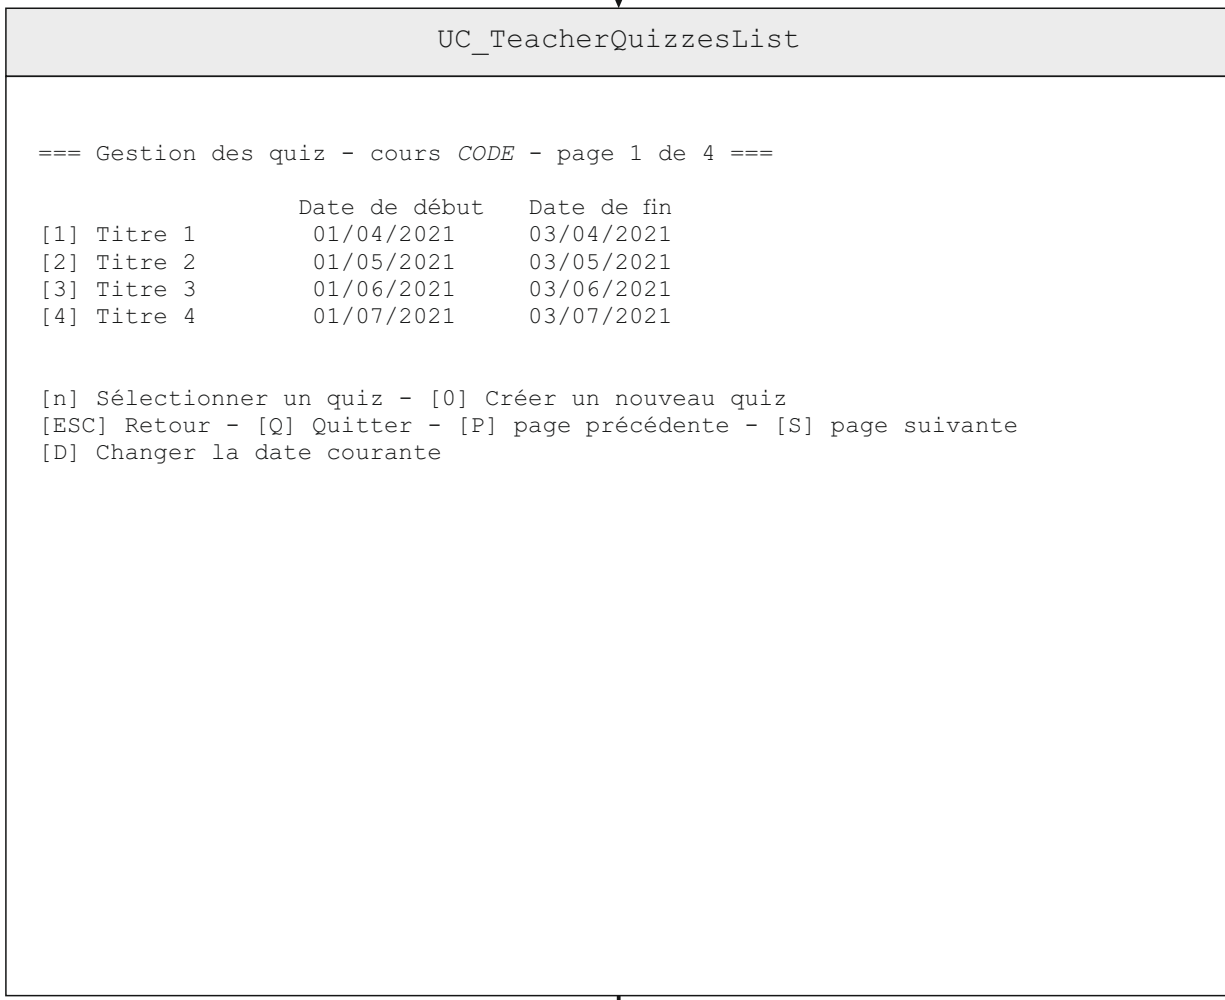 UC_TeacherQuizzesList
=== Gestion des quiz - cours CODE - page 1 de 4 ===
Date de début Date de fin
[1] Titre 1 01/04/2021 03/04/2021
[2] Titre 2 01/05/2021 03/05/2021
[3] Titre 3 01/06/2021 03/06/2021
[4] Titre 4 01/07/2021 03/07/2021
[n] Sélectionner un quiz - [0] Créer un nouveau quiz
[ESC] Retour - [Q] Quitter - [P] page précédente - [S] page suivante
[D] Changer la date courante